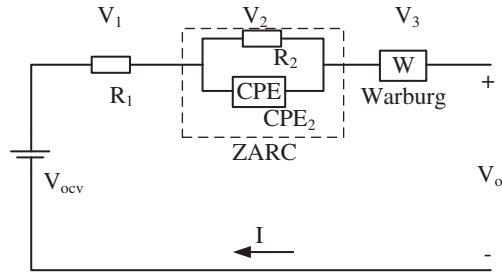 V₁
V₂
V₃
R₁
R₂
CPE
CPE₂
W
Warburg
ZARC
+
Vₒcᵥ
Vₒ
I
-